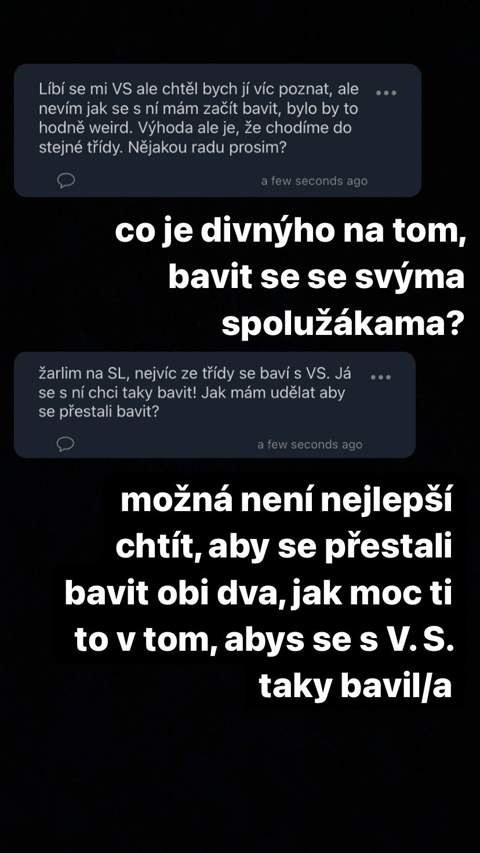 Líbí se mi VS ale chtěl bych jí víc poznat, ale
nevím jak se s ní mám začít bavit, bylo by to
hodně weird. Výhoda ale je, že chodíme do
stejné třídy. Nějakou radu prosim?
a few seconds ago
co je divnýho na tom,
bavit se se svýma
spolužákama?
žarlim na SL, nejvíc ze třídy se baví s VS. Já
se s ní chci taky bavit! Jak mám udělat aby
se přestali bavit?
a few seconds ago
možná není nejlepší
chtít, aby se přestali
bavit obi dva, jak moc ti
to v tom, abys se s V. S.
taky bavil/a